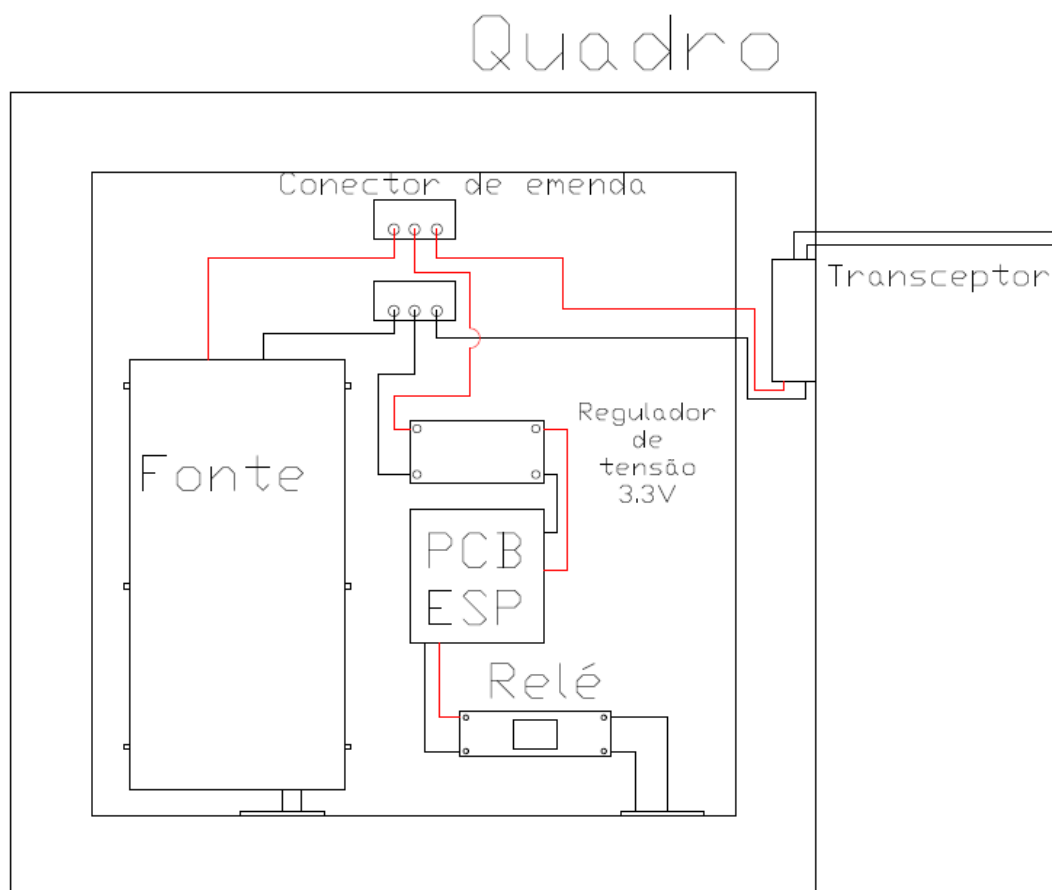 Quadro
Conector de emenda
Transceptor
Regulador
de
tensão
3.3V
Fonte
PCB
ESP
Relé